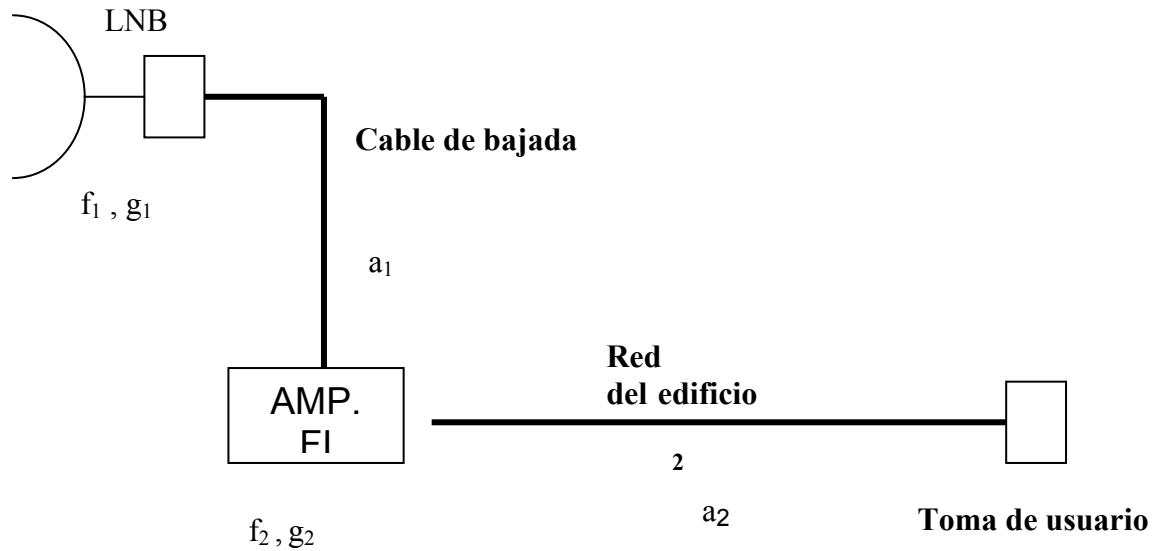 LNB
Cable de bajada
f₁ , g₁
a₁
Red
del edificio
AMP.
FI
2
a₂
Toma de usuario
f₂ , g₂